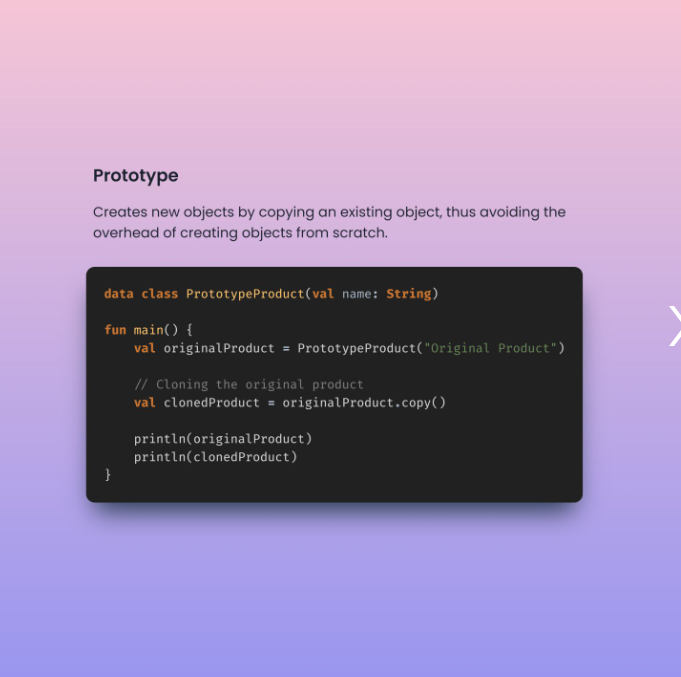 Prototype
Creates new objects by copying an existing object, thus avoiding the
overhead of creating objects from scratch.
data class PrototypeProduct(val name: String)
fun main() {
    val originalProduct = PrototypeProduct("Original Product")
    // Cloning the original product
    val clonedProduct = originalProduct.copy()
    println(originalProduct)
    println(clonedProduct)
}